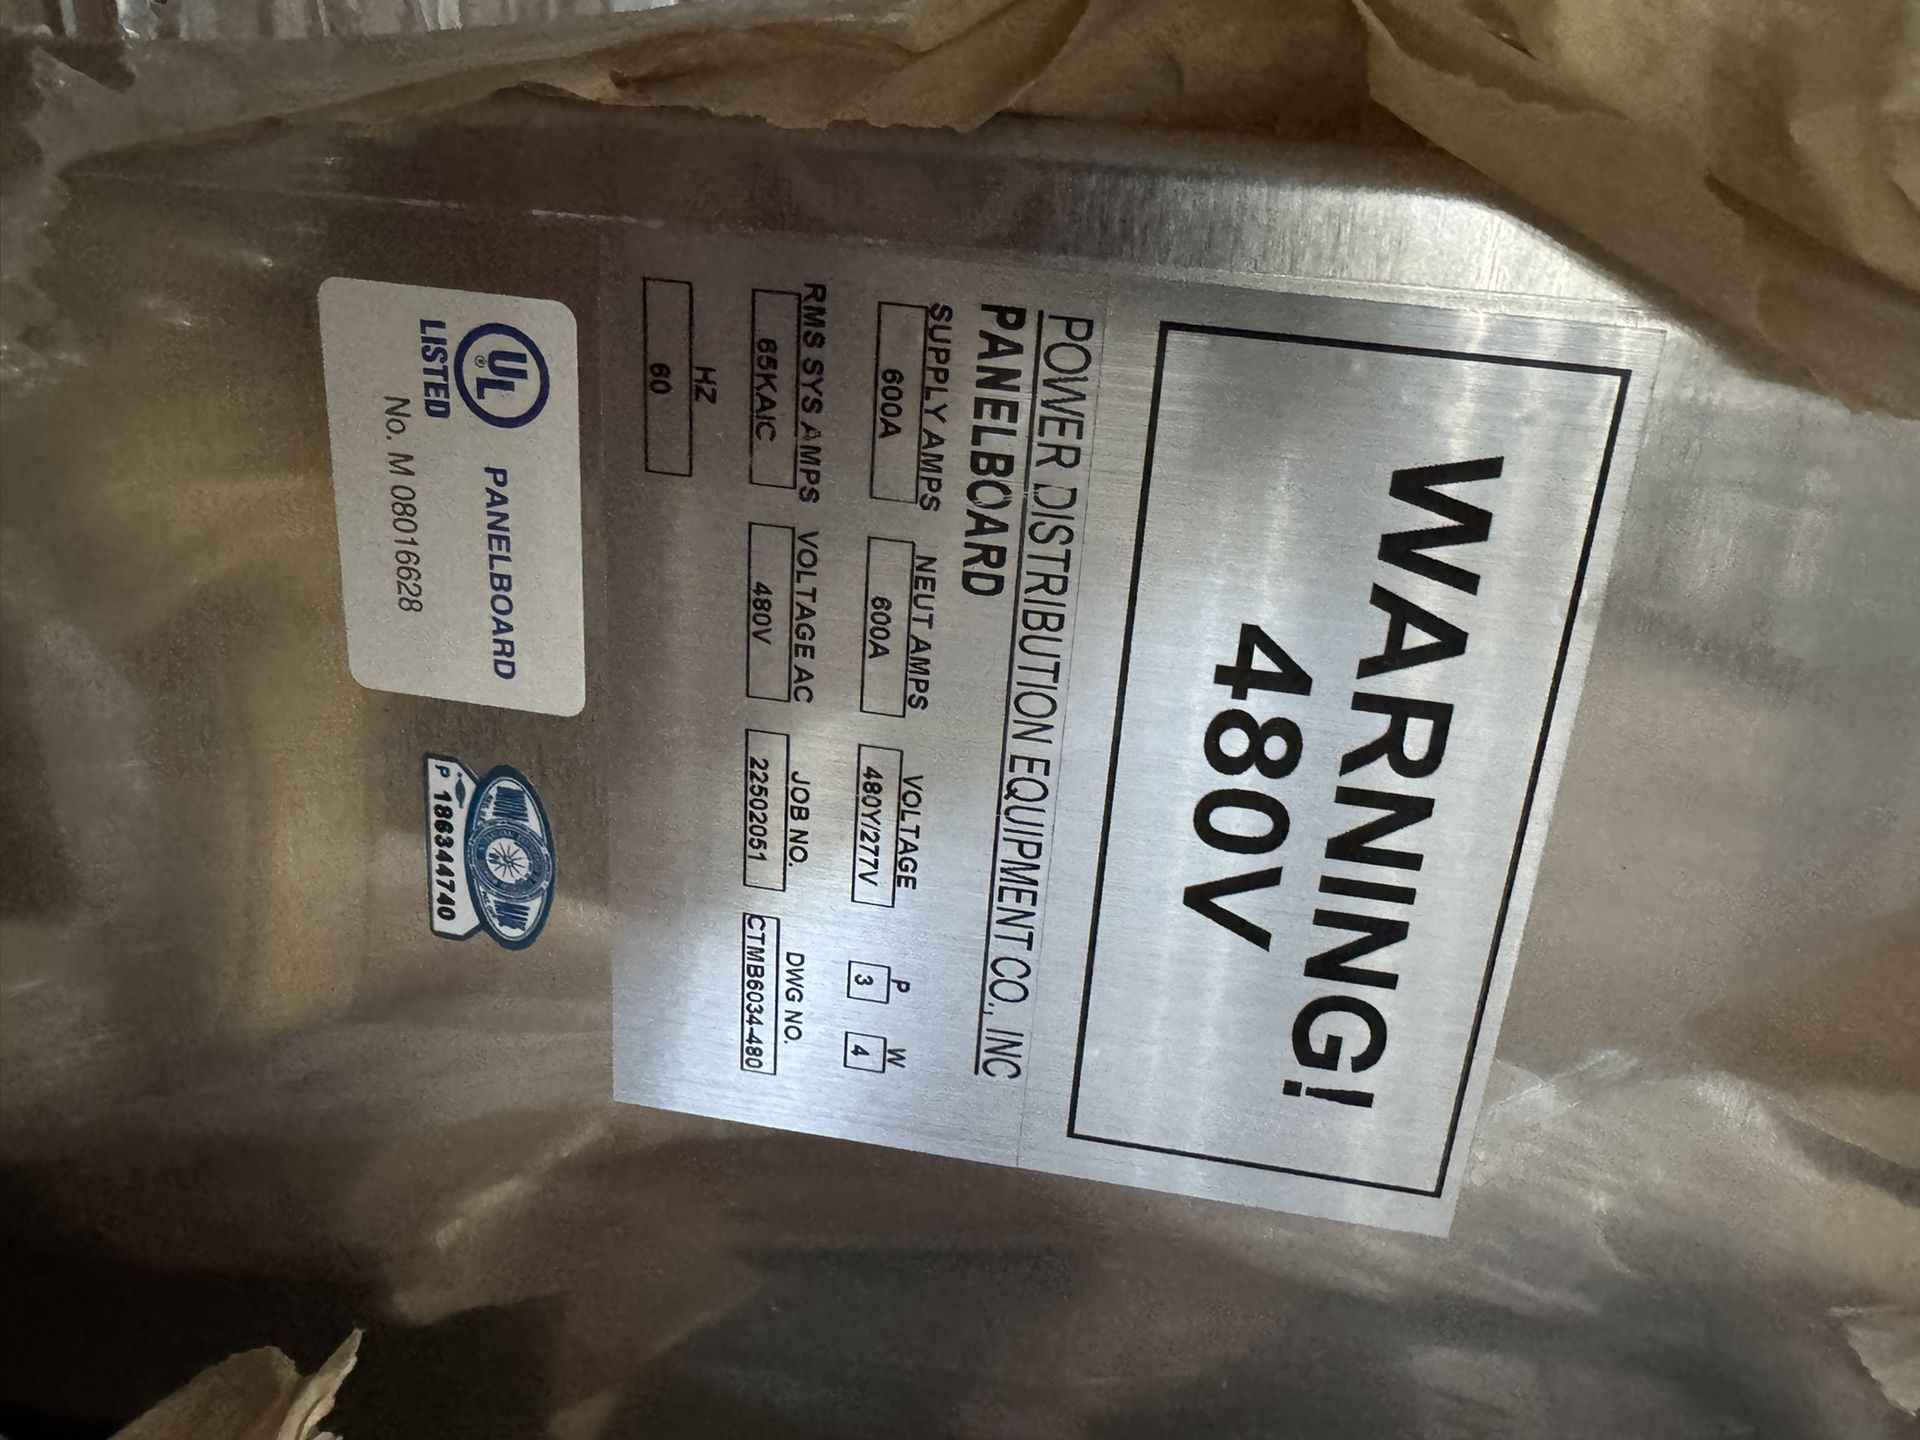 WARNING!
480V
POWER DISTRIBUTION EQUIPMENT CO., INC
PANELBOARD
SUPPLY AMPS NEUT AMPS VOLTAGE P W
600A 600A 480Y/277V 3 4
RMS SYS AMPS VOLTAGE AC JOB NO. DWG NO.
65KAIC 480V 22502051 CTMB6034-480
HZ
60
UL ® PANELBOARD
LISTED
No. M 08016628
P 186344740